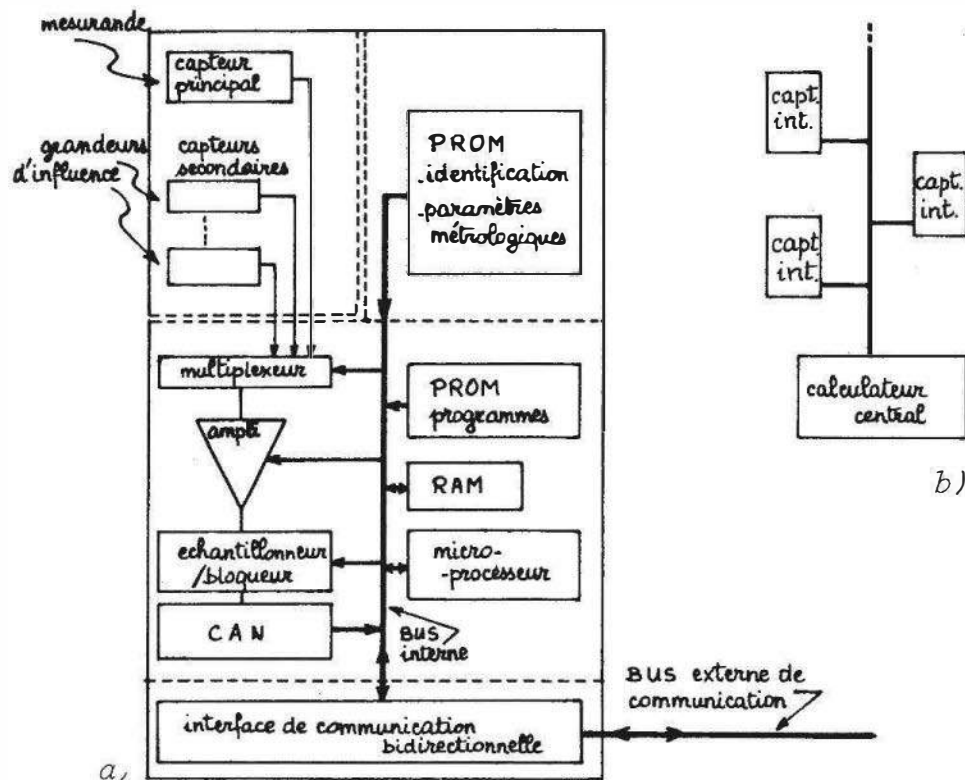 mesurande
capteur
principal
grandeurs
d'influence
capteurs
secondaires
PROM
-identification
-paramètres
métrologiques
multiplexeur
ampli
echantillonneur
/bloqueur
CAN
PROM
programmes
RAM
micro-
-processeur
BUS
interne
interface de communication
bidirectionnelle
BUS externe de
communication
a)
capt.
int.
capt.
int.
capt.
int.
calculateur
central
b)